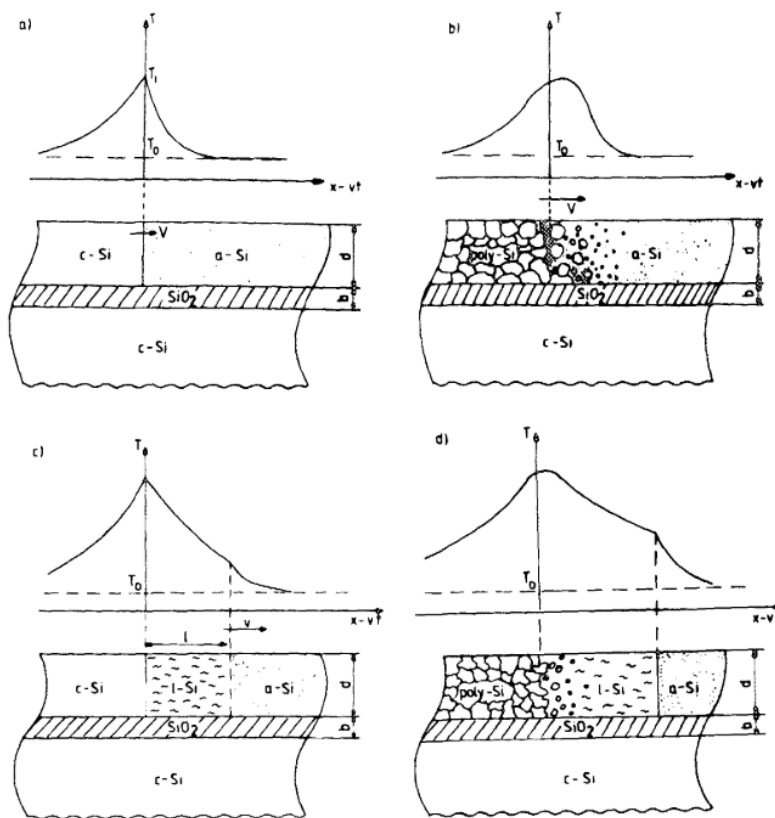 a)
T
T₁
T₀
x-vt
V
c-Si
a-Si
d
SiO₂
b
c-Si
b)
T
T₀
x-vt
V
poly-Si
a-Si
d
SiO₂
b
c-Si
c)
T
T₀
x-vt
l
v
c-Si
l-Si
a-Si
d
SiO₂
b
c-Si
d)
T
T₀
x-vt
poly-Si
l-Si
a-Si
d
SiO₂
b
c-Si